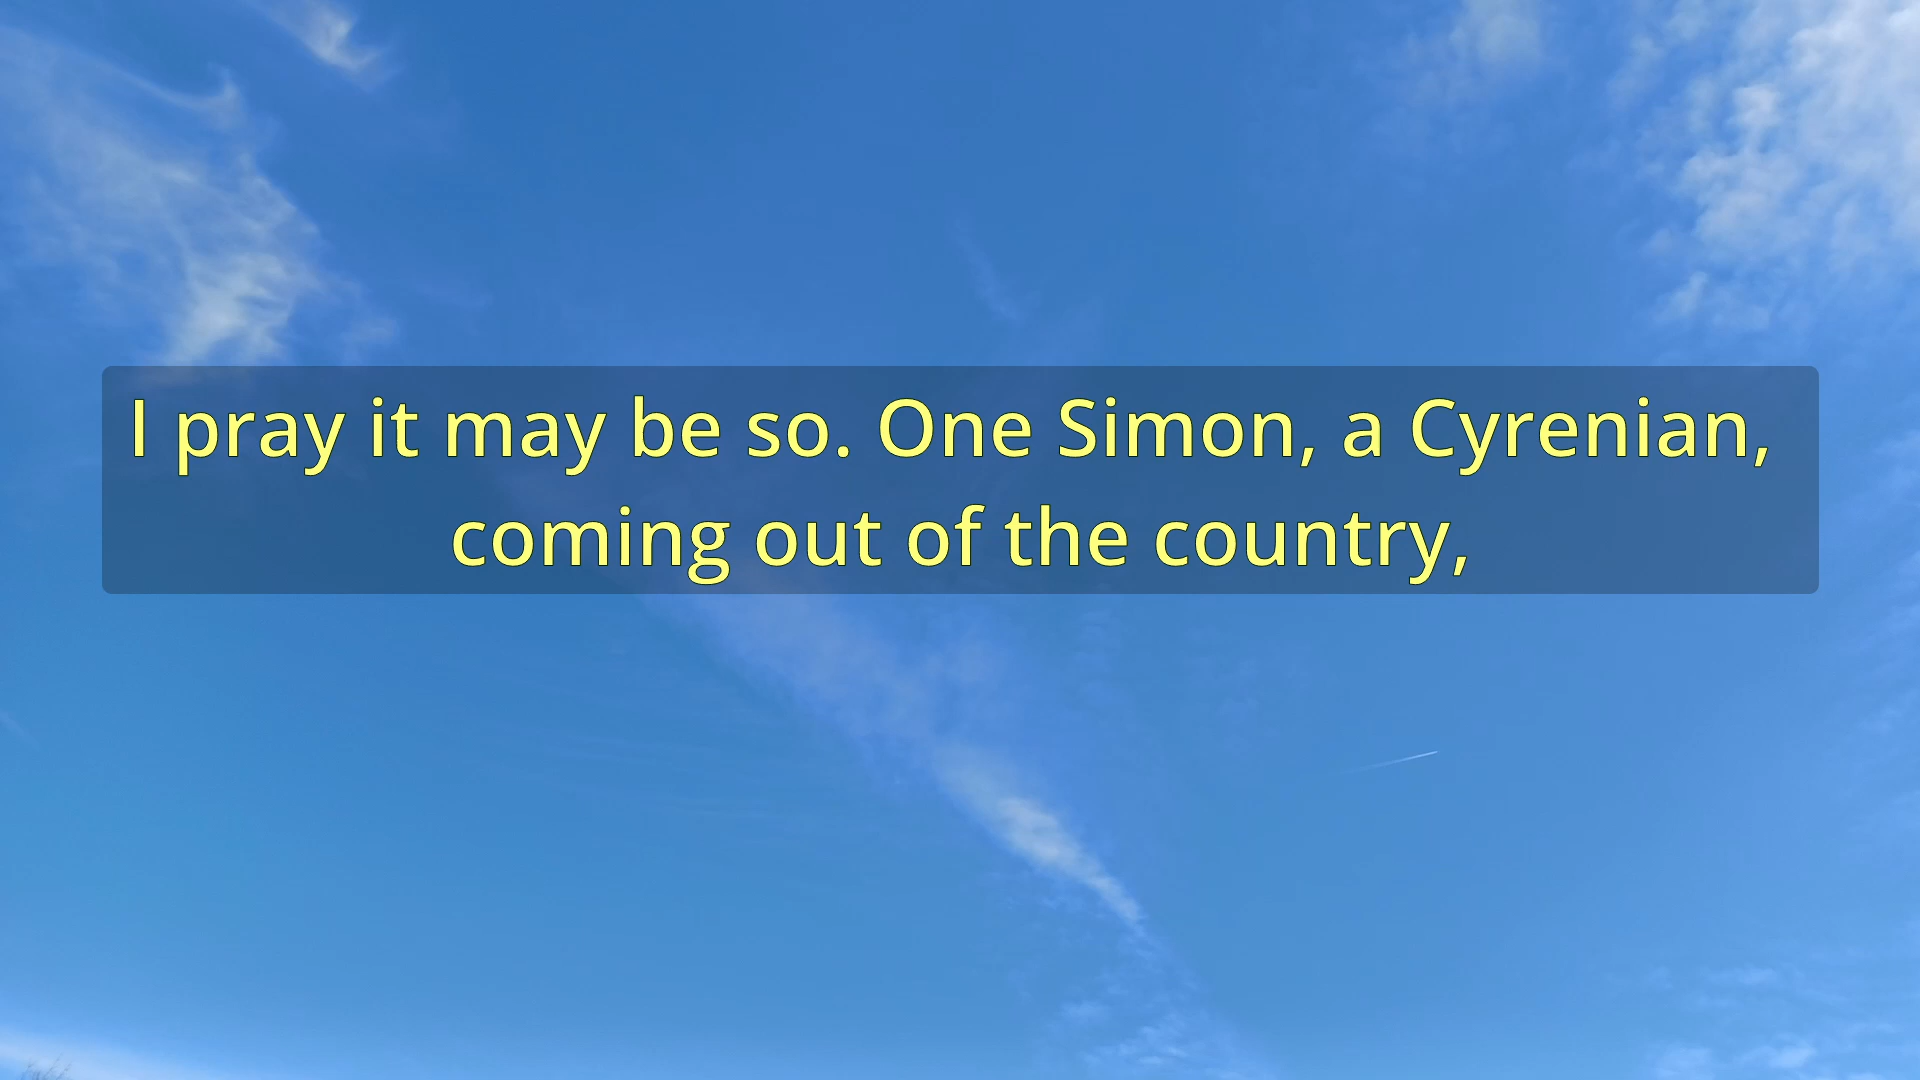 I pray it may be so. One Simon, a Cyrenian,
coming out of the country,